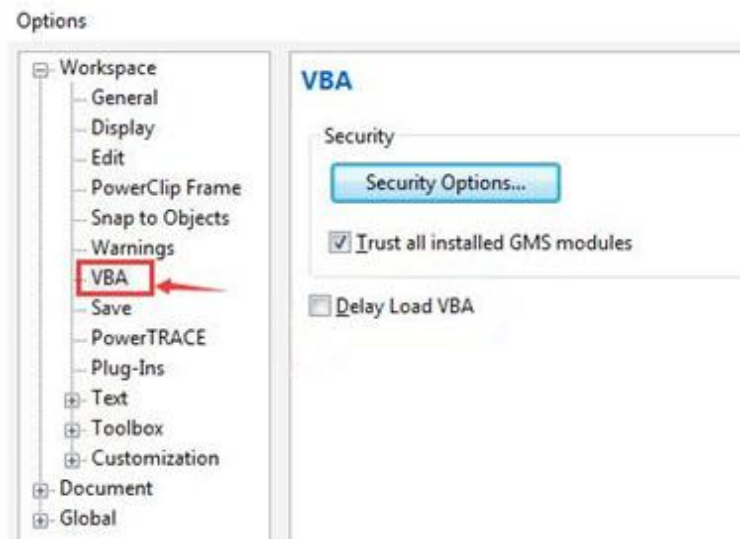 Options
Workspace
General
Display
Edit
PowerClip Frame
Snap to Objects
Warnings
VBA
Save
PowerTRACE
Plug-Ins
Text
Toolbox
Customization
Document
Global
VBA
Security
Security Options...
Trust all installed GMS modules
Delay Load VBA